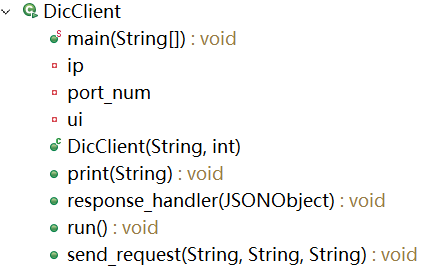 DicClient
main(String[]) : void
ip
port_num
ui
DicClient(String, int)
print(String) : void
response_handler(JSONObject) : void
run() : void
send_request(String, String, String) : void